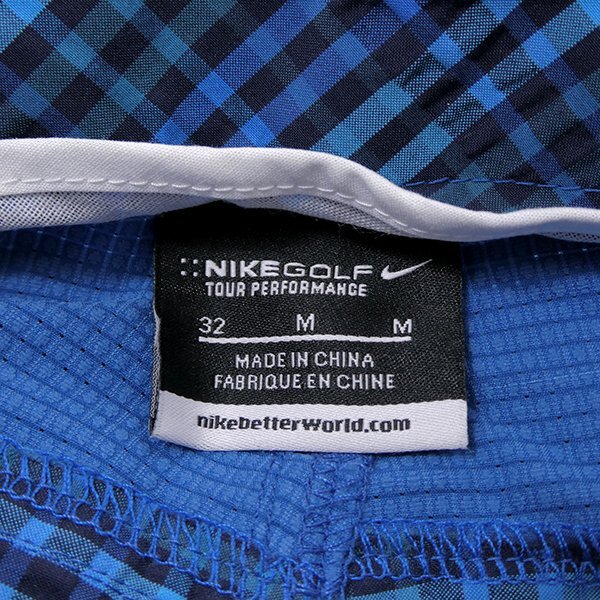 NIKEGOLF
TOUR PERFORMANCE
32 M M
MADE IN CHINA
FABRIQUE EN CHINE
nikebetterworld.com